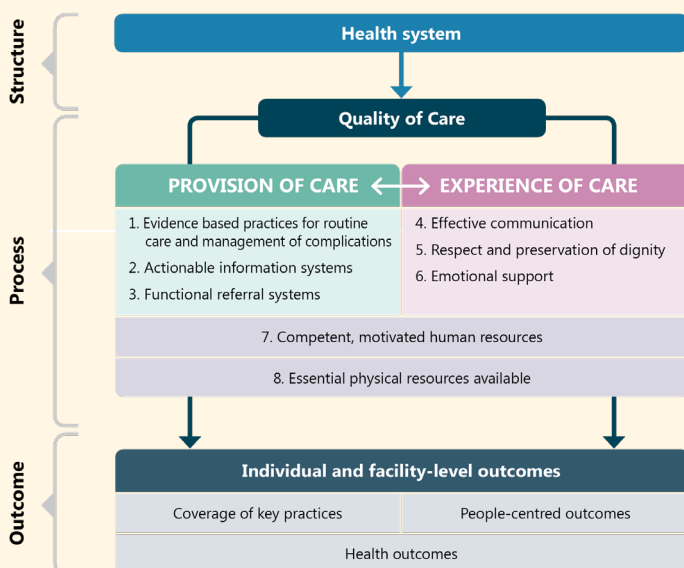 Structure
Health system
Quality of Care
Process
PROVISION OF CARE
EXPERIENCE OF CARE
1. Evidence based practices for routine
care and management of complications
2. Actionable information systems
3. Functional referral systems
4. Effective communication
5. Respect and preservation of dignity
6. Emotional support
7. Competent, motivated human resources
8. Essential physical resources available
Outcome
Individual and facility-level outcomes
Coverage of key practices
People-centred outcomes
Health outcomes